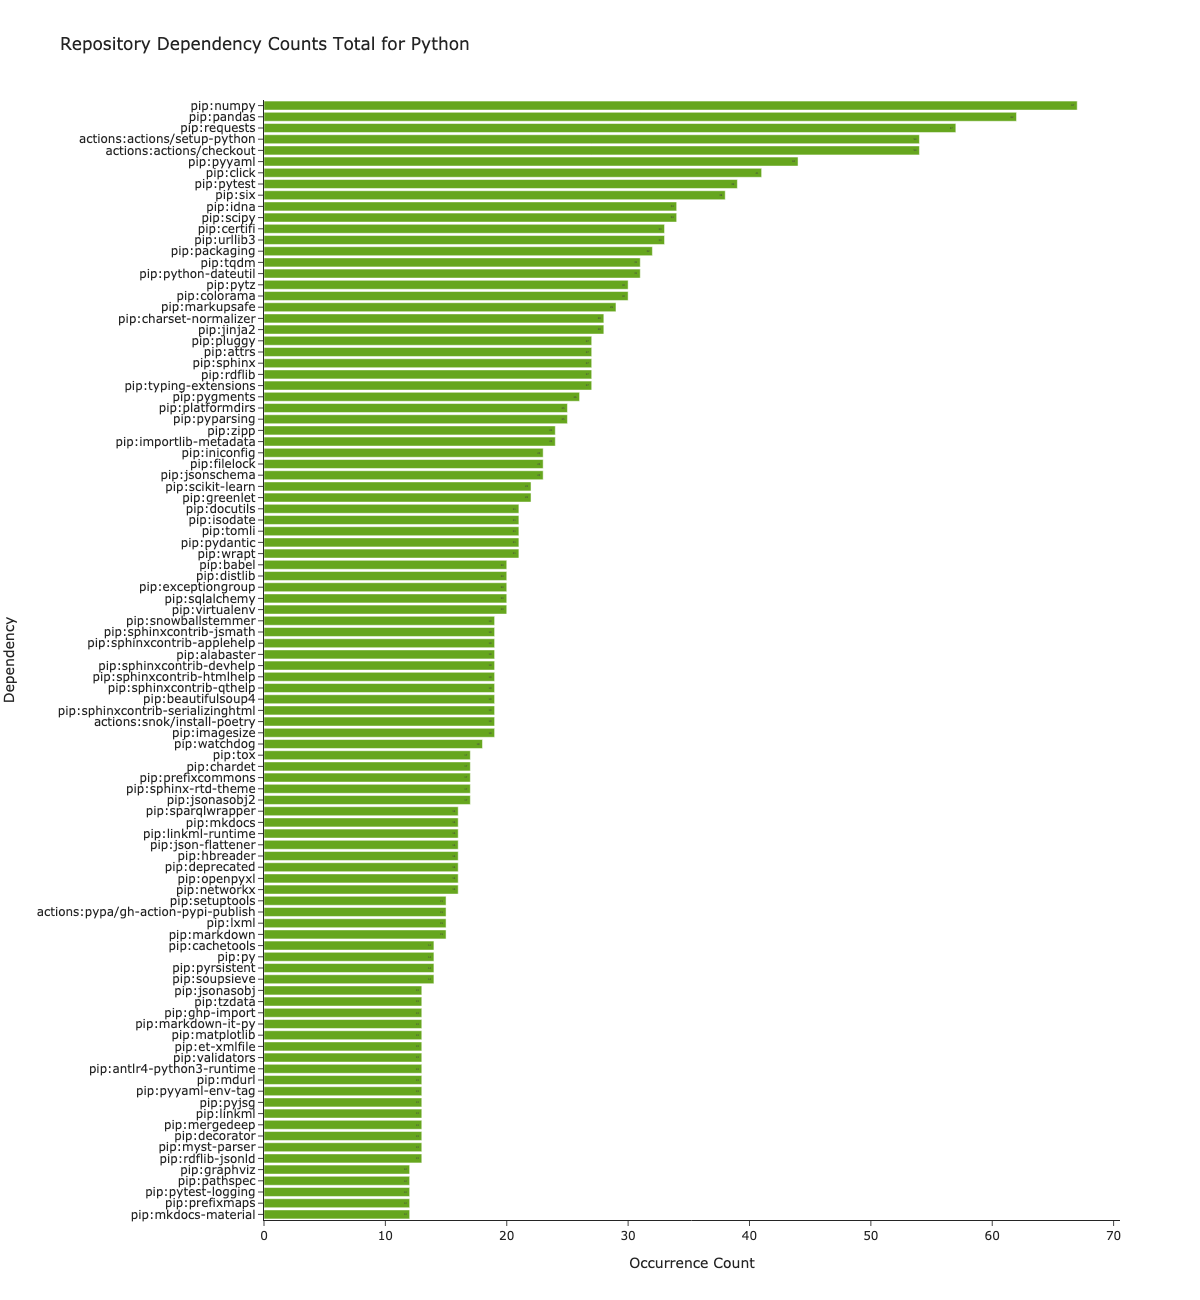 Repository Dependency Counts Total for Python
pip:numpy
pip:pandas
pip:requests
actions:actions/setup-python
actions:actions/checkout
pip:pyyaml
pip:click
pip:pytest
pip:six
pip:idna
pip:scipy
pip:certifi
pip:urllib3
pip:packaging
pip:tqdm
pip:python-dateutil
pip:pytz
pip:colorama
pip:markupsafe
pip:charset-normalizer
pip:jinja2
pip:pluggy
pip:attrs
pip:sphinx
pip:rdflib
pip:typing-extensions
pip:pygments
pip:platformdirs
pip:pyparsing
pip:zipp
pip:importlib-metadata
pip:iniconfig
pip:filelock
pip:jsonschema
pip:scikit-learn
pip:greenlet
pip:docutils
pip:isodate
pip:tomli
pip:pydantic
pip:wrapt
pip:babel
pip:distlib
pip:exceptiongroup
pip:sqlalchemy
pip:virtualenv
pip:snowballstemmer
pip:sphinxcontrib-jsmath
pip:sphinxcontrib-applehelp
pip:alabaster
pip:sphinxcontrib-devhelp
pip:sphinxcontrib-htmlhelp
pip:sphinxcontrib-qthelp
pip:beautifulsoup4
pip:sphinxcontrib-serializinghtml
actions:snok/install-poetry
pip:imagesize
pip:watchdog
pip:tox
pip:chardet
pip:prefixcommons
pip:sphinx-rtd-theme
pip:jsonasobj2
pip:sparqlwrapper
pip:mkdocs
pip:linkml-runtime
pip:json-flattener
pip:hbreader
pip:deprecated
pip:openpyxl
pip:networkx
pip:setuptools
actions:pypa/gh-action-pypi-publish
pip:lxml
pip:markdown
pip:cachetools
pip:py
pip:pyrsistent
pip:soupsieve
pip:jsonasobj
pip:tzdata
pip:ghp-import
pip:markdown-it-py
pip:matplotlib
pip:et-xmlfile
pip:validators
pip:antlr4-python3-runtime
pip:mdurl
pip:pyyaml-env-tag
pip:pyjsg
pip:linkml
pip:mergedeep
pip:decorator
pip:myst-parser
pip:rdflib-jsonld
pip:graphviz
pip:pathspec
pip:pytest-logging
pip:prefixmaps
pip:mkdocs-material
Dependency
0 10 20 30 40 50 60 70
Occurrence Count